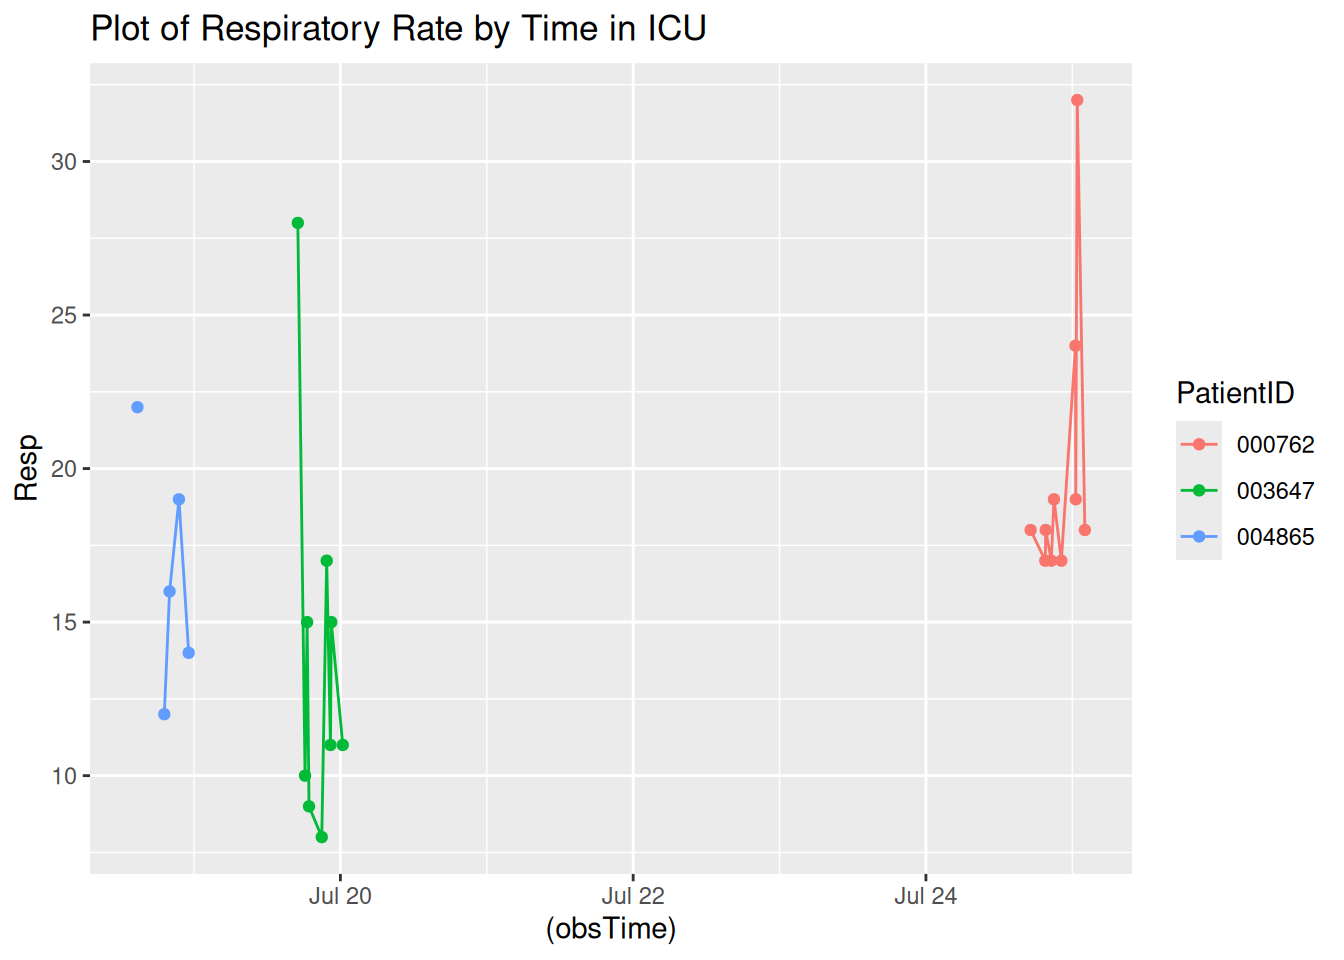 Plot of Respiratory Rate by Time in ICU
30
25
20
15
10
Resp
Jul 20
Jul 22
Jul 24
(obsTime)
PatientID
000762
003647
004865